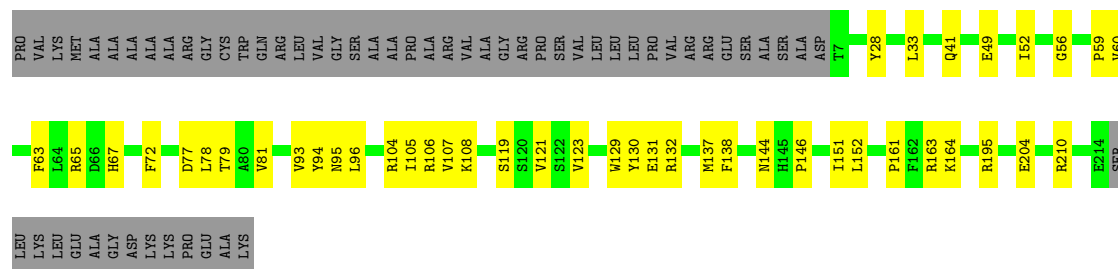 PRO VAL LYS MET ALA ALA ALA ALA ALA ARG GLY CYS TRP GLN ARG LEU VAL GLY SER ALA ALA PRO ALA ARG VAL ALA GLY ARG PRO SER VAL LEU LEU LEU PRO VAL ARG ARG GLU SER ALA SER ALA ASP T7 Y28 L33 Q41 E49 I52 G56 P59 V60
F63 L64 R65 D66 H67 F72 D77 L78 T79 A80 V81 V93 Y94 N95 L96 R104 I105 R106 V107 K108 S119 S120 V121 S122 V123 W129 Y130 E131 R132 M137 F138 N144 H145 P146 I151 L152 P161 F162 R163 K164 R195 E204 R210 E214 SER
LEU LYS LEU GLU ALA GLY ASP LYS LYS PRO GLU ALA LYS